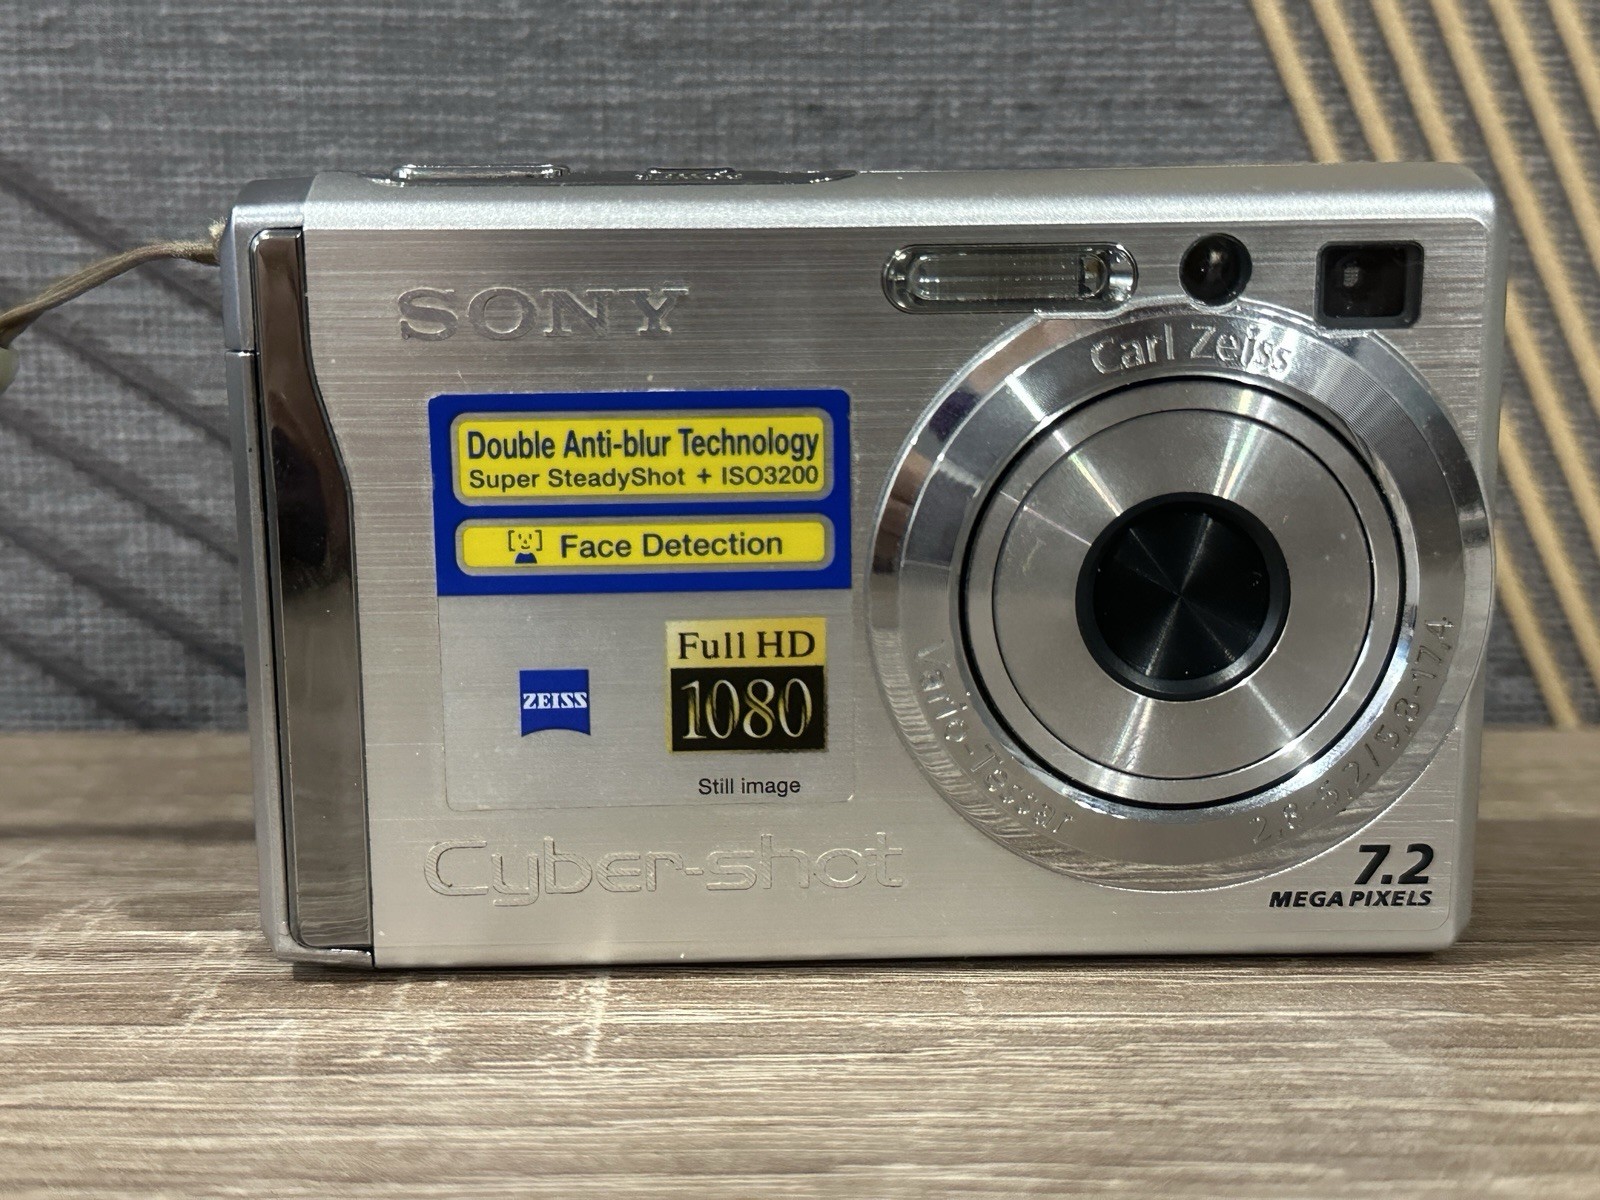 SONY
Carl Zeiss
Double Anti-blur Technology
Super SteadyShot + ISO3200
Face Detection
Full HD
1080
ZEISS
Still image
Vario-Tessar
2,8-5,2/5,8-17,4
Cyber-shot
7.2
MEGA PIXELS